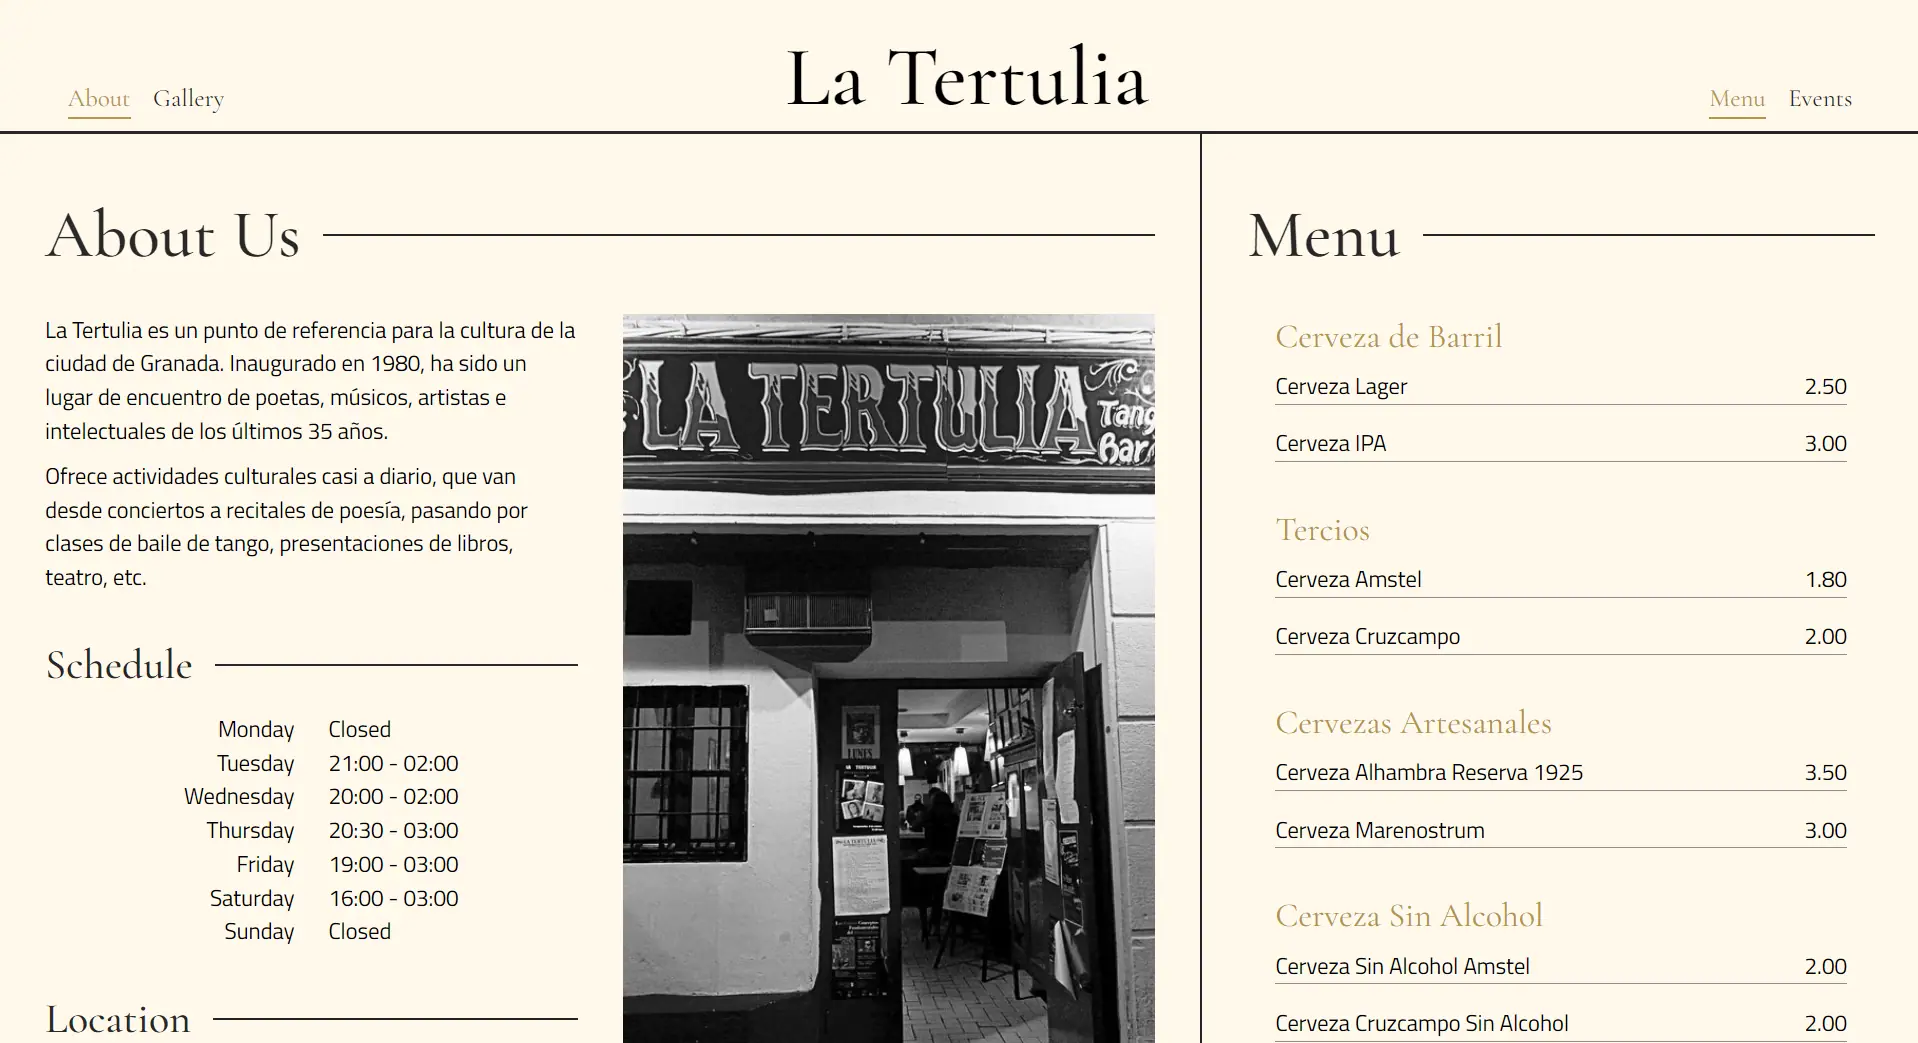 La Tertulia
About Gallery
Menu Events
About Us
La Tertulia es un punto de referencia para la cultura de la
ciudad de Granada. Inaugurado en 1980, ha sido un
lugar de encuentro de poetas, músicos, artistas e
intelectuales de los últimos 35 años.
Ofrece actividades culturales casi a diario, que van
desde conciertos a recitales de poesía, pasando por
clases de baile de tango, presentaciones de libros,
teatro, etc.
Schedule
Monday Closed
Tuesday 21:00 - 02:00
Wednesday 20:00 - 02:00
Thursday 20:30 - 03:00
Friday 19:00 - 03:00
Saturday 16:00 - 03:00
Sunday Closed
Location
LA TERTULIA
Tang
Bar
LUNES
Menu
Cerveza de Barril
Cerveza Lager 2.50
Cerveza IPA 3.00
Tercios
Cerveza Amstel 1.80
Cerveza Cruzcampo 2.00
Cervezas Artesanales
Cerveza Alhambra Reserva 1925 3.50
Cerveza Marenostrum 3.00
Cerveza Sin Alcohol
Cerveza Sin Alcohol Amstel 2.00
Cerveza Cruzcampo Sin Alcohol 2.00